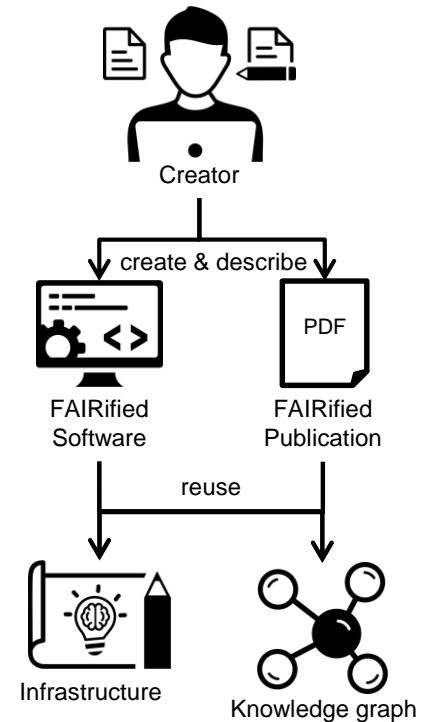 Creator
create & describe
< >
PDF
FAIRified
Software
FAIRified
Publication
reuse
Infrastructure
Knowledge graph